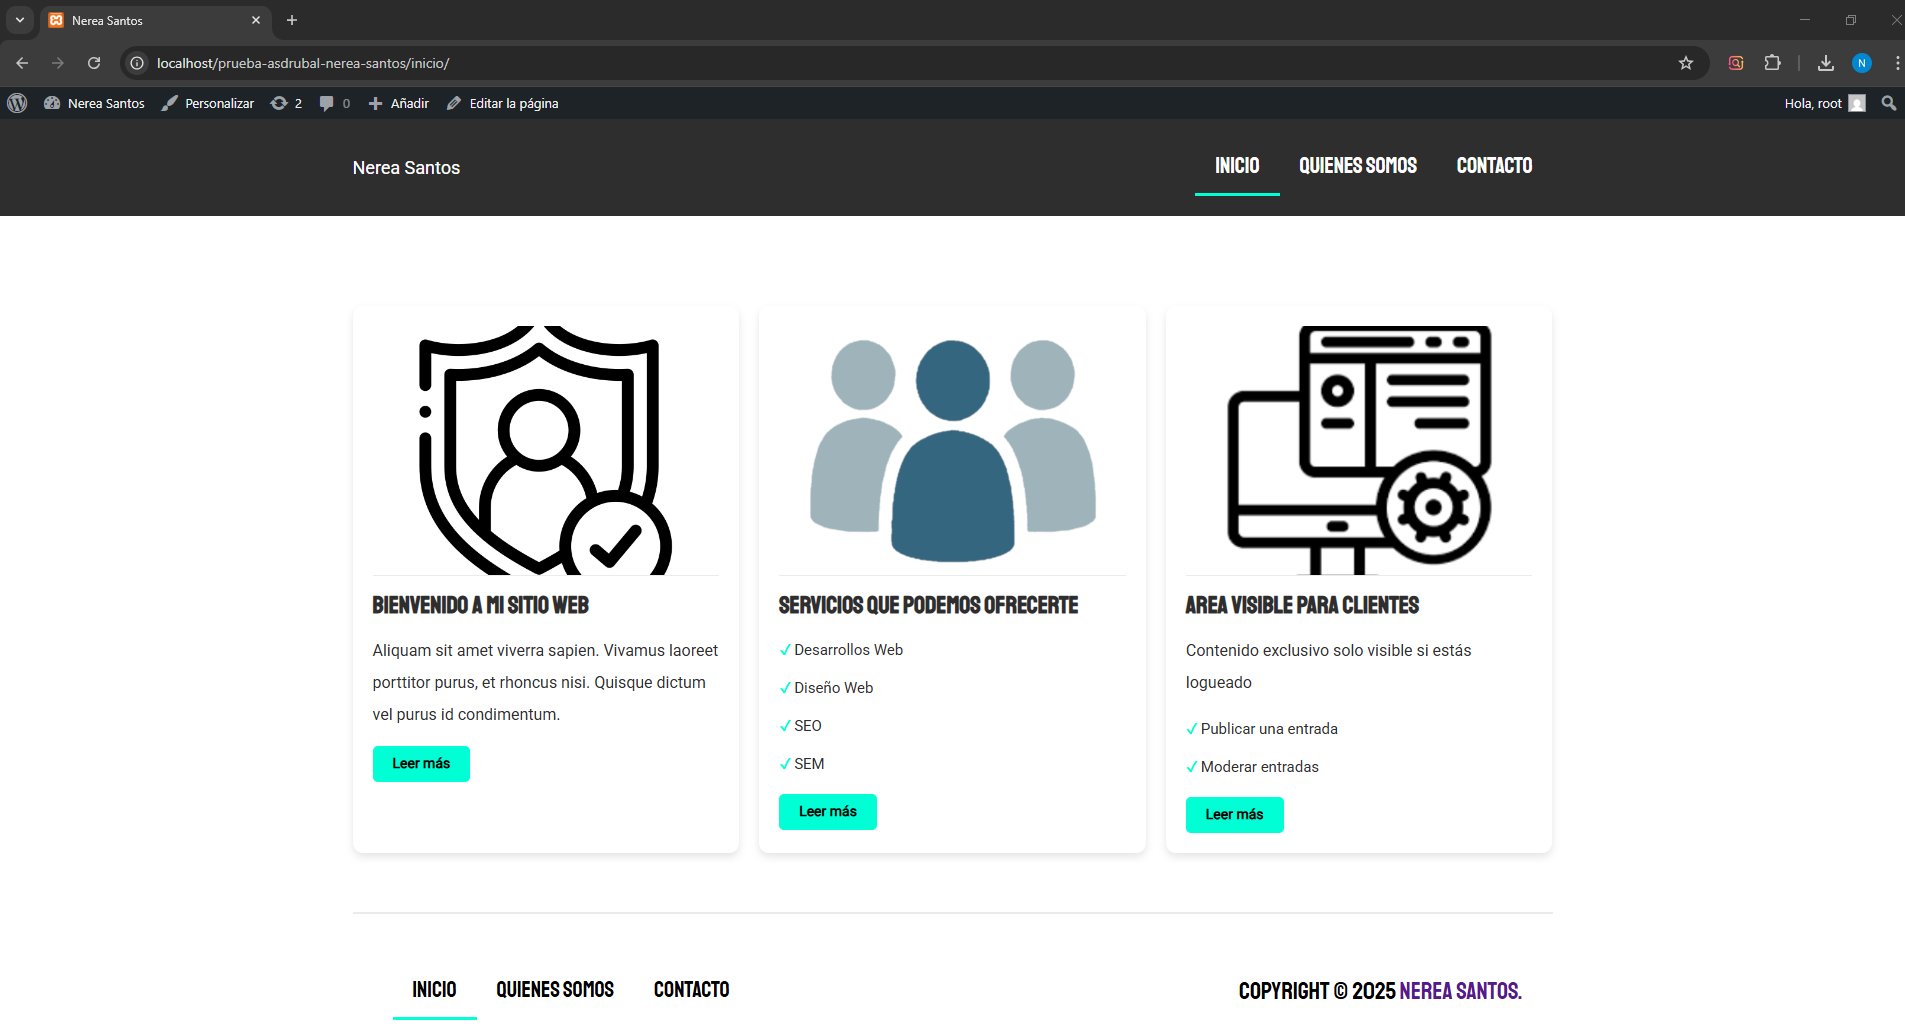 Nerea Santos
localhost/prueba-asdrubal-nerea-santos/inicio/
N
Nerea Santos Personalizar 2 0 Añadir Editar la página Hola, root
Nerea Santos
INICIO QUIENES SOMOS CONTACTO
BIENVENIDO A MI SITIO WEB
Aliquam sit amet viverra sapien. Vivamus laoreet
porttitor purus, et rhoncus nisi. Quisque dictum
vel purus id condimentum.
Leer más
SERVICIOS QUE PODEMOS OFRECERTE
Desarrollos Web
Diseño Web
SEO
SEM
Leer más
AREA VISIBLE PARA CLIENTES
Contenido exclusivo solo visible si estás
logueado
Publicar una entrada
Moderar entradas
Leer más
INICIO QUIENES SOMOS CONTACTO
COPYRIGHT © 2025 NEREA SANTOS.